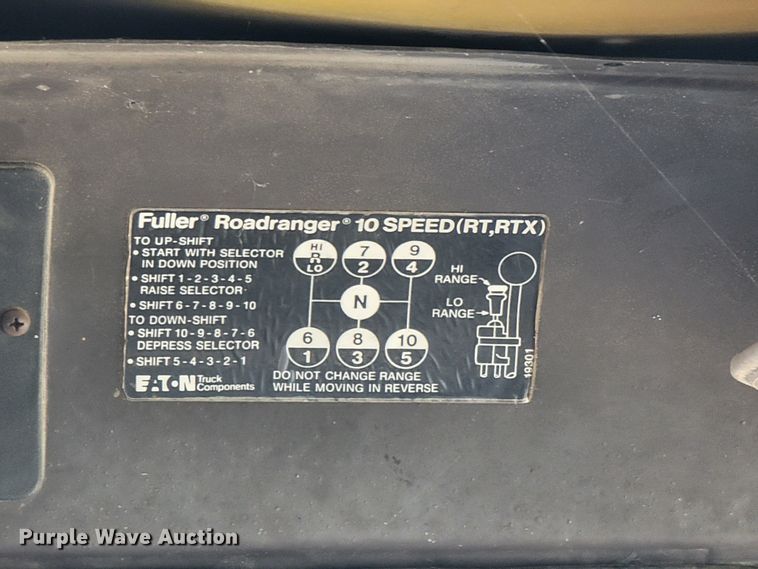 Fuller® Roadranger® 10 SPEED (RT,RTX)
TO UP-SHIFT
• START WITH SELECTOR
IN DOWN POSITION
• SHIFT 1-2-3-4-5
RAISE SELECTOR
• SHIFT 6-7-8-9-10
TO DOWN-SHIFT
• SHIFT 10-9-8-7-6
DEPRESS SELECTOR
• SHIFT 5-4-3-2-1
EATON Truck
Components
HI
R
LO
7
2
9
4
N
6
1
8
3
10
5
DO NOT CHANGE RANGE
WHILE MOVING IN REVERSE
HI
RANGE
LO
RANGE
19301
Purple Wave Auction